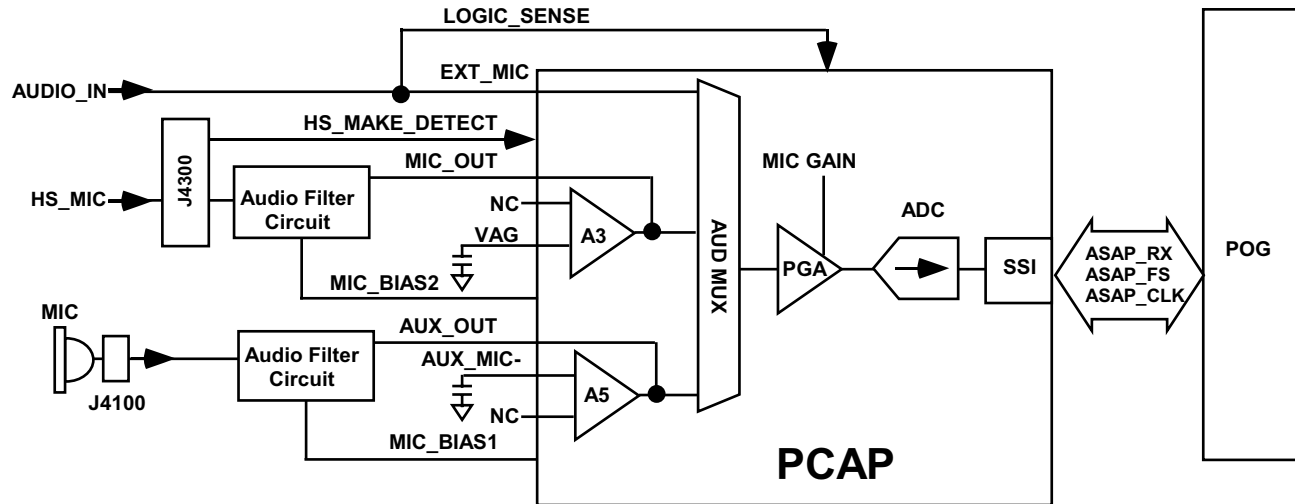 LOGIC_SENSE
EXT_MIC
AUDIO_IN
HS_MAKE_DETECT
J4300
MIC_OUT
HS_MIC
Audio Filter
Circuit
NC
VAG
A3
MIC_BIAS2
MIC
J4100
Audio Filter
Circuit
AUX_OUT
AUX_MIC-
NC
A5
MIC_BIAS1
AUD MUX
MIC GAIN
PGA
ADC
SSI
PCAP
ASAP_RX
ASAP_FS
ASAP_CLK
POG